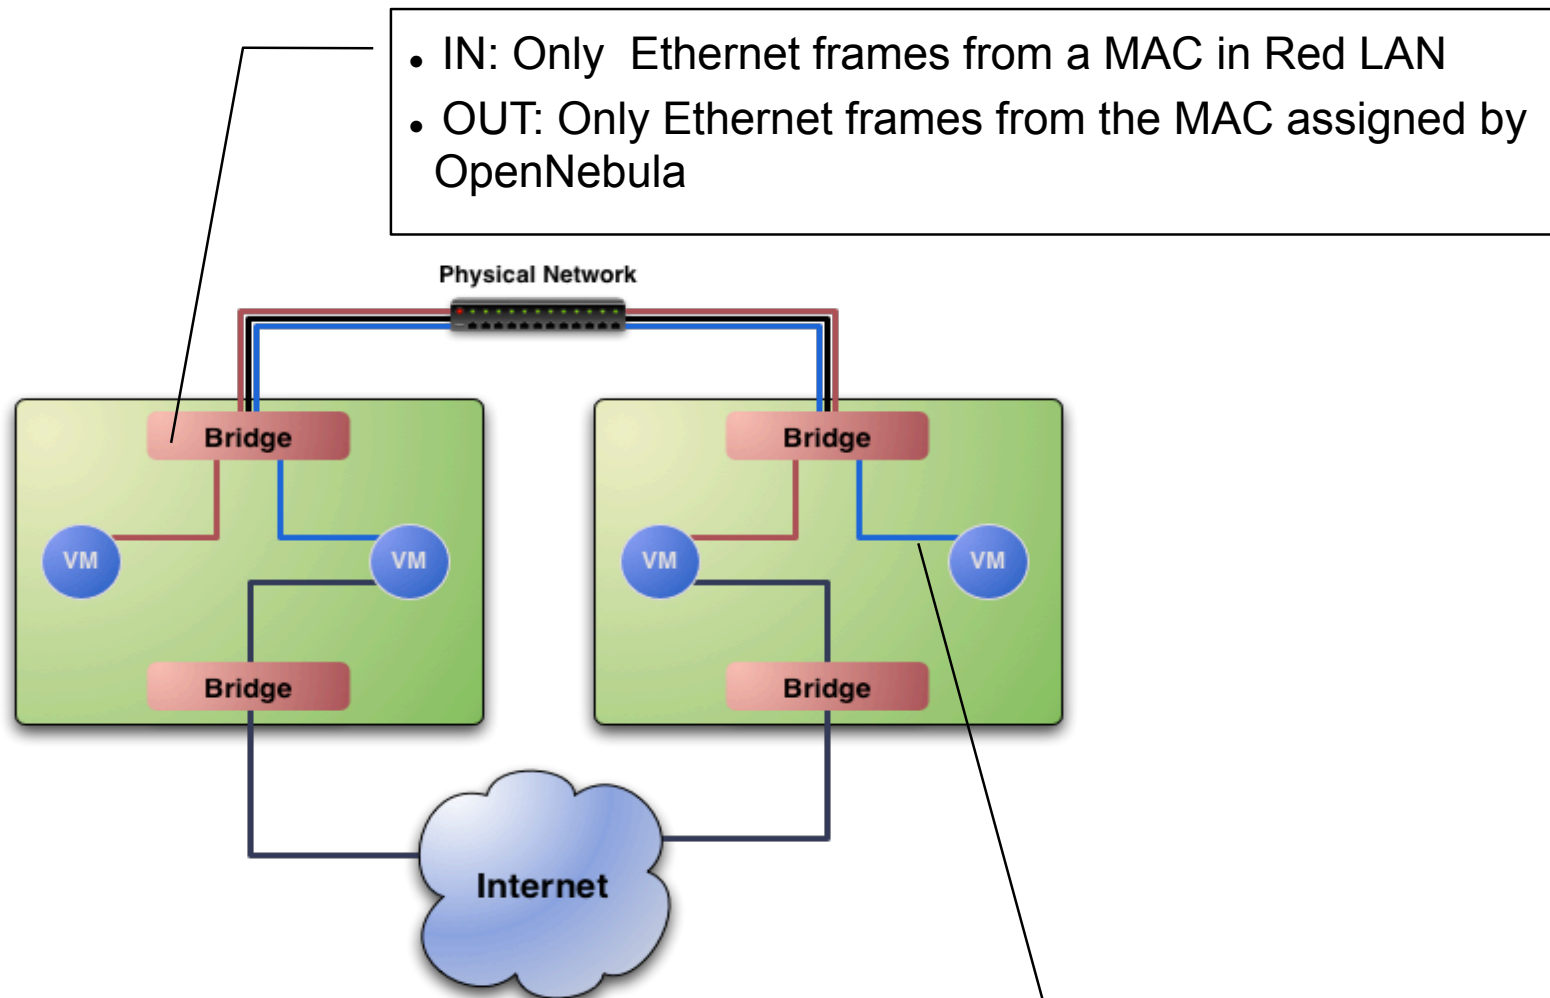 • IN: Only  Ethernet frames from a MAC in Red LAN
• OUT: Only Ethernet frames from the MAC assigned by
OpenNebula
Physical Network
Bridge
Bridge
VM
VM
VM
VM
Bridge
Bridge
Internet